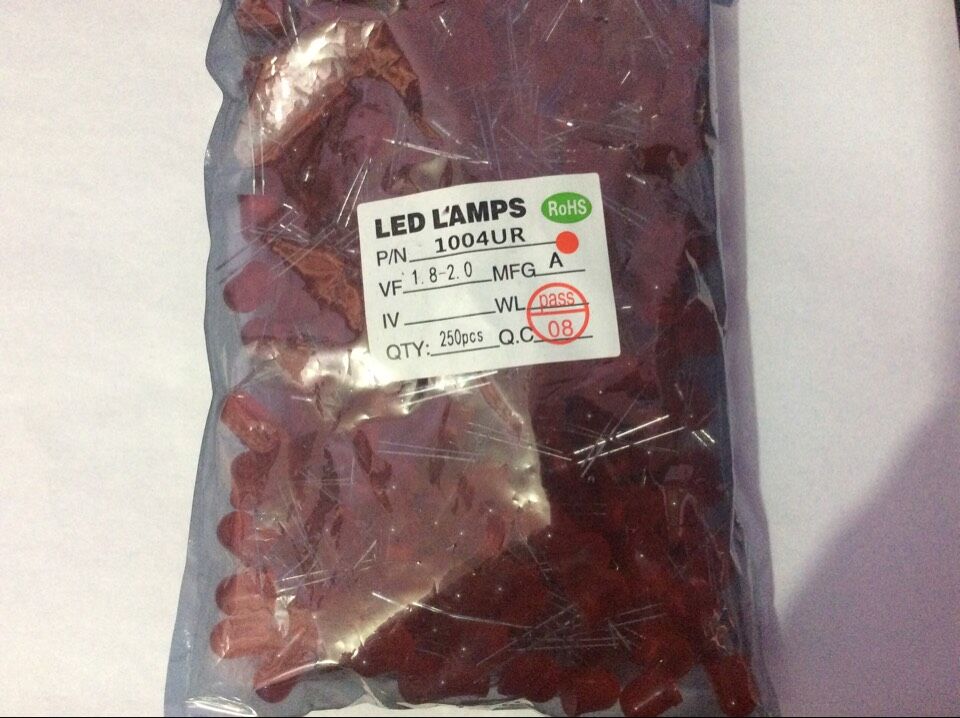 LED LAMPS RoHS
P/N 1004UR
VF 1.8-2.0 MFG A
IV WL pass
QTY: 250pcs Q.C 08